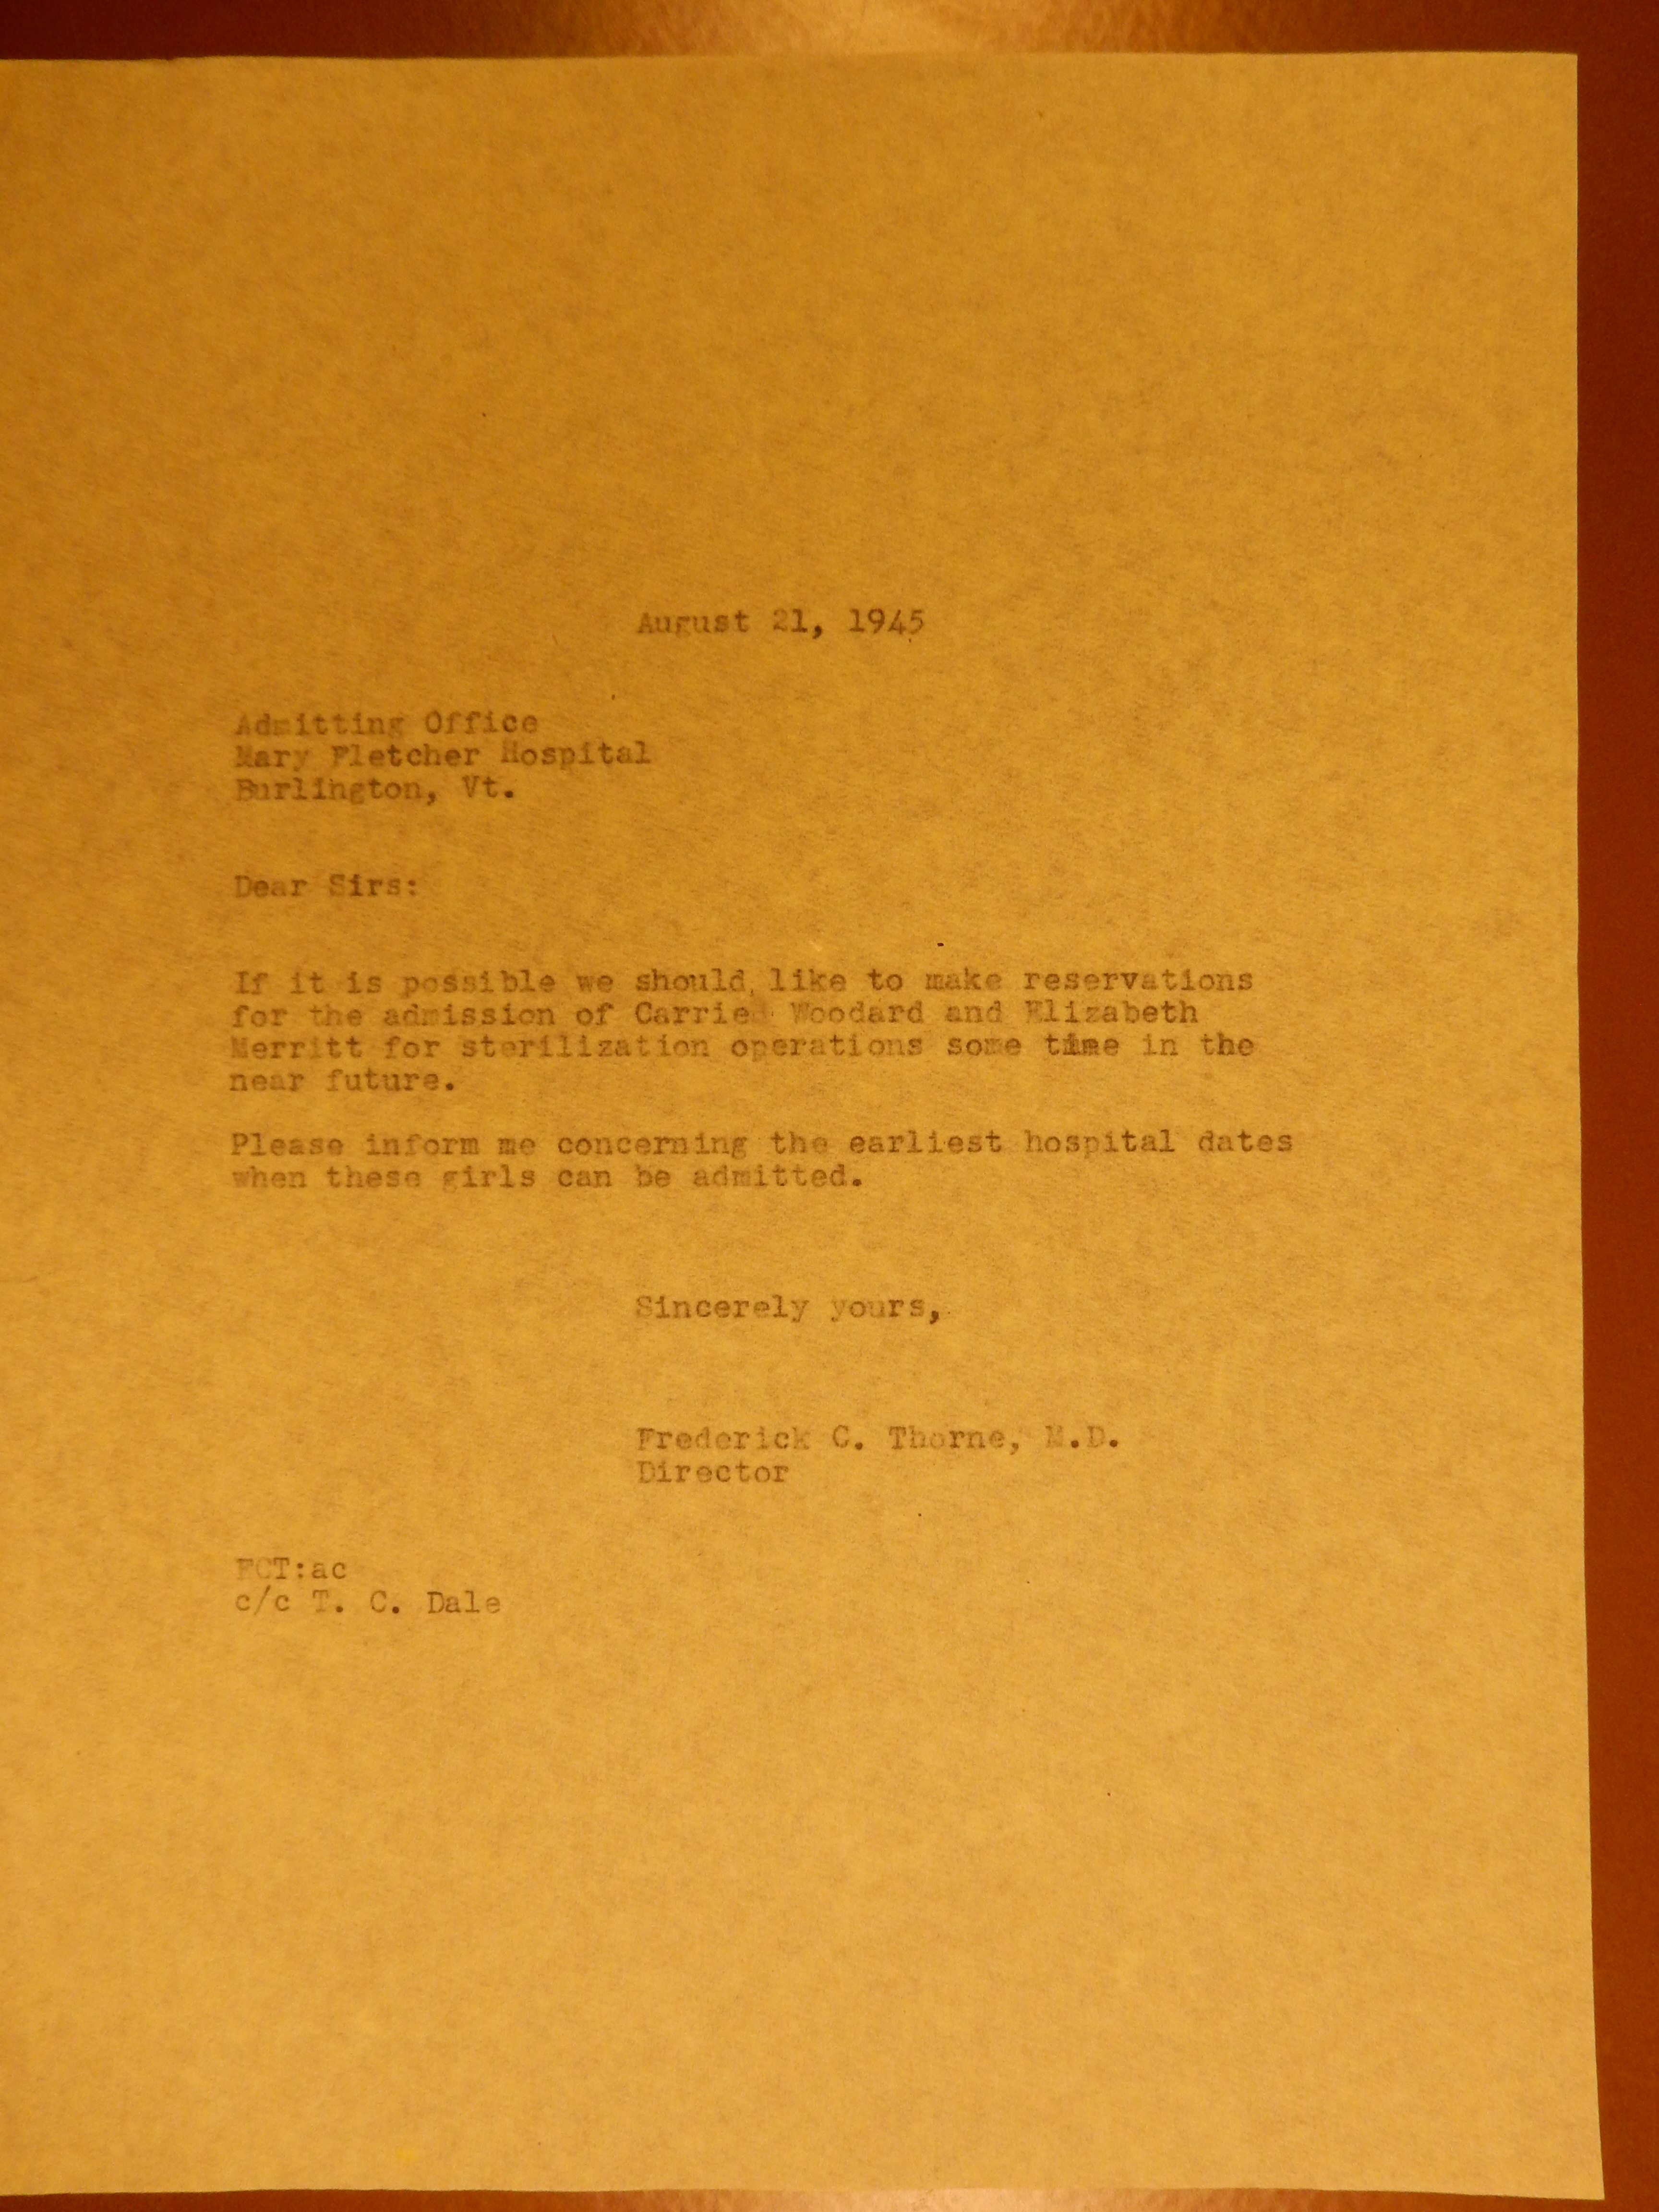 August 21, 1945
Admitting Office
Mary Fletcher Hospital
Burlington, Vt.
Dear Sirs:
If it is possible we should, like to make reservations
for the admission of Carrie Woodard and Elizabeth
Merritt for sterilization operations some time in the
near future.
Please inform me concerning the earliest hospital dates
when these girls can be admitted.
Sincerely yours,
Frederick C. Thorne, M.D.
Director
FCT:ac
c/c T. C. Dale